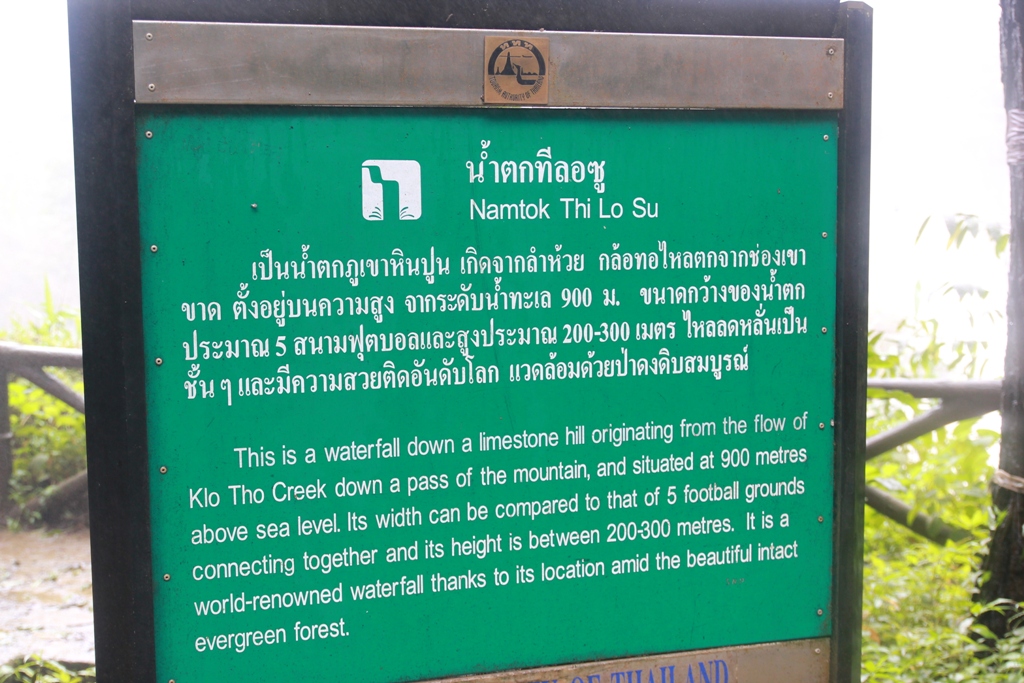 ท ท ท
น้ำตกทีลอซู
Namtok Thi Lo Su
เป็นน้ำตกภูเขาหินปูน เกิดจากลำห้วย กล้อทอไหลตกจากช่องเขา
ขาด ตั้งอยู่บนความสูง จากระดับน้ำทะเล 900 ม. ขนาดกว้างของน้ำตก
ประมาณ 5 สนามฟุตบอลและสูงประมาณ 200-300 เมตร ไหลลดหลั่นเป็น
ชั้น ๆ และมีความสวยติดอันดับโลก แวดล้อมด้วยป่าดงดิบสมบูรณ์
This is a waterfall down a limestone hill originating from the flow of
Klo Tho Creek down a pass of the mountain, and situated at 900 metres
above sea level. Its width can be compared to that of 5 football grounds
connecting together and its height is between 200-300 metres. It is a
world-renowned waterfall thanks to its location amid the beautiful intact
evergreen forest.
OF THAILAND